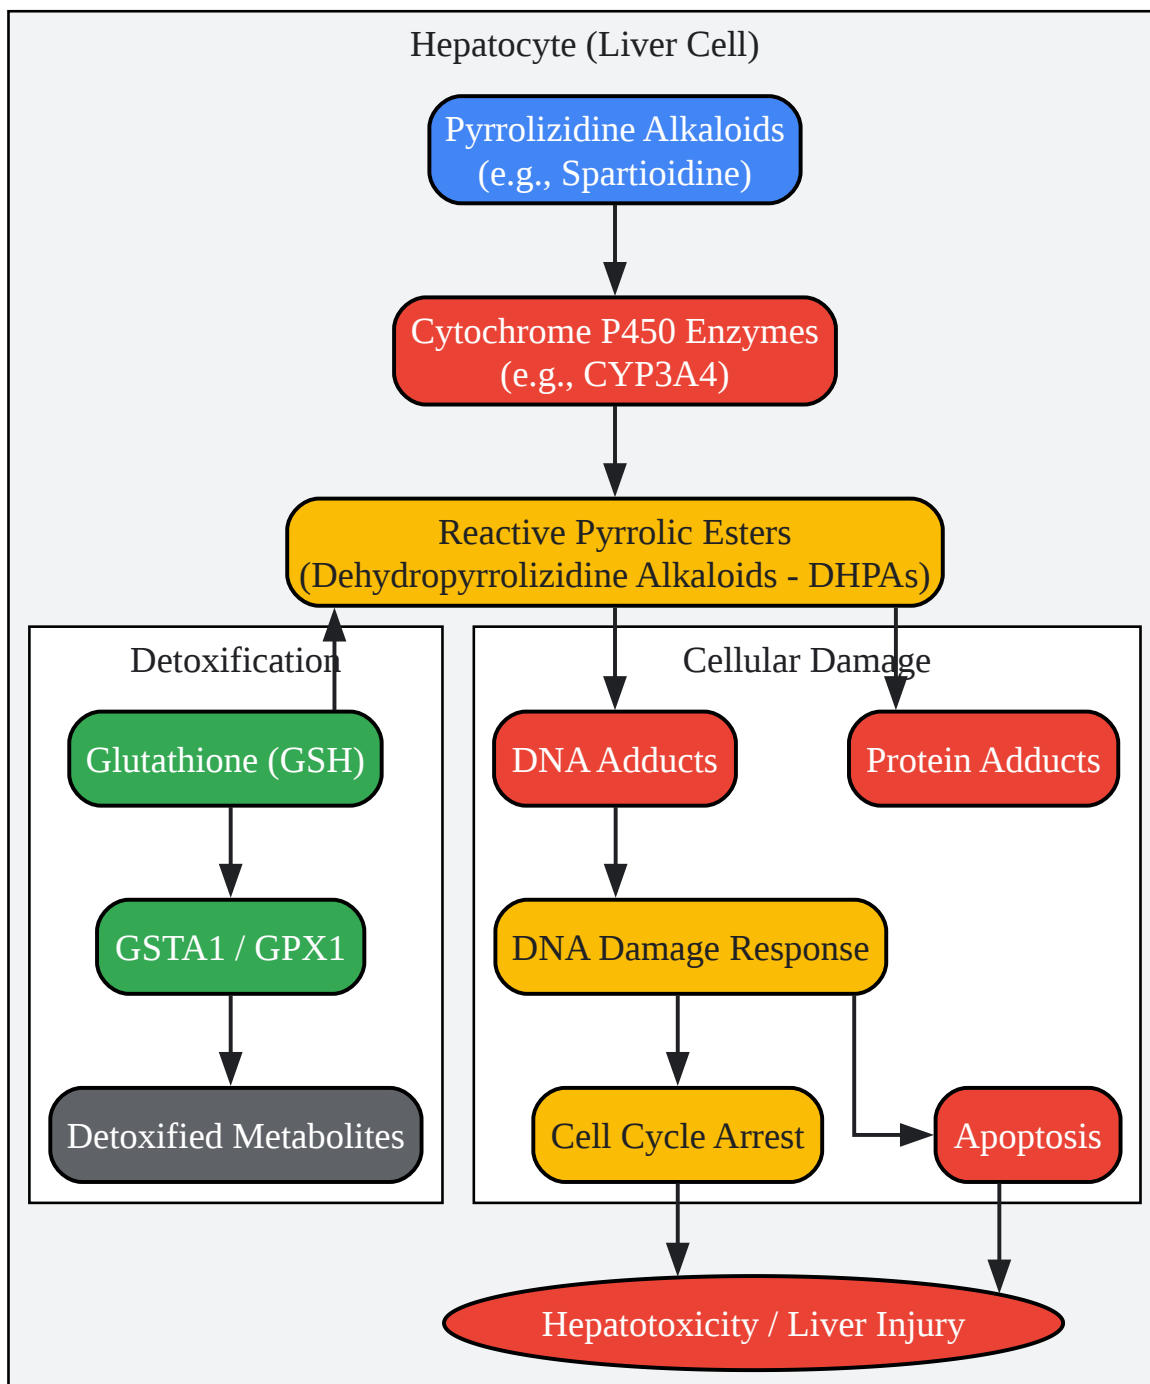 Hepatocyte (Liver Cell)
Pyrrolizidine Alkaloids
(e.g., Spartioidine)
Cytochrome P450 Enzymes
(e.g., CYP3A4)
Reactive Pyrrolic Esters
(Dehydropyrrolizidine Alkaloids - DHPAs)
Detoxification
Glutathione (GSH)
GSTA1 / GPX1
Detoxified Metabolites
Cellular Damage
DNA Adducts
Protein Adducts
DNA Damage Response
Cell Cycle Arrest
Apoptosis
Hepatotoxicity / Liver Injury